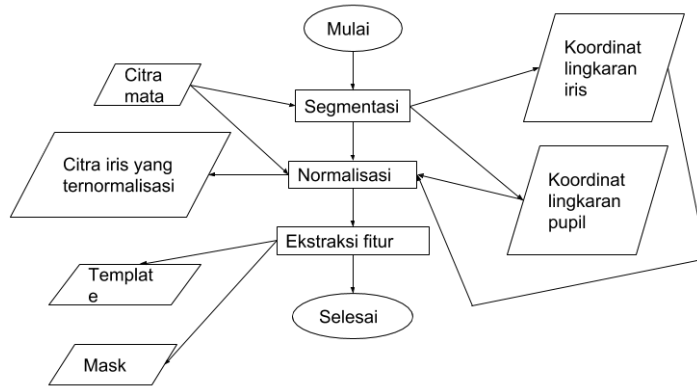 Mulai
Citra
mata
Segmentasi
Koordinat
lingkaran
iris
Citra iris yang
ternormalisasi
Normalisasi
Koordinat
lingkaran
pupil
Ekstraksi fitur
Templat
e
Selesai
Mask